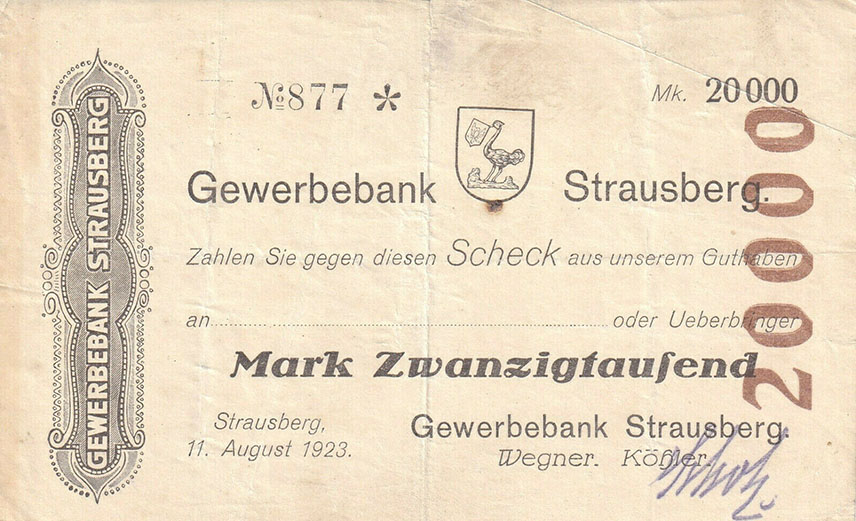 GEWERBEBANK STRAUSBERG
№877 *
Mk. 20000
Gewerbebank Strausberg.
Zahlen Sie gegen diesen Scheck aus unserem Guthaben
an oder Ueberbringer
Mark Zwanzigtauſend
20000
Strausberg,
11. August 1923.
Gewerbebank Strausberg.
Wegner. Kößler.